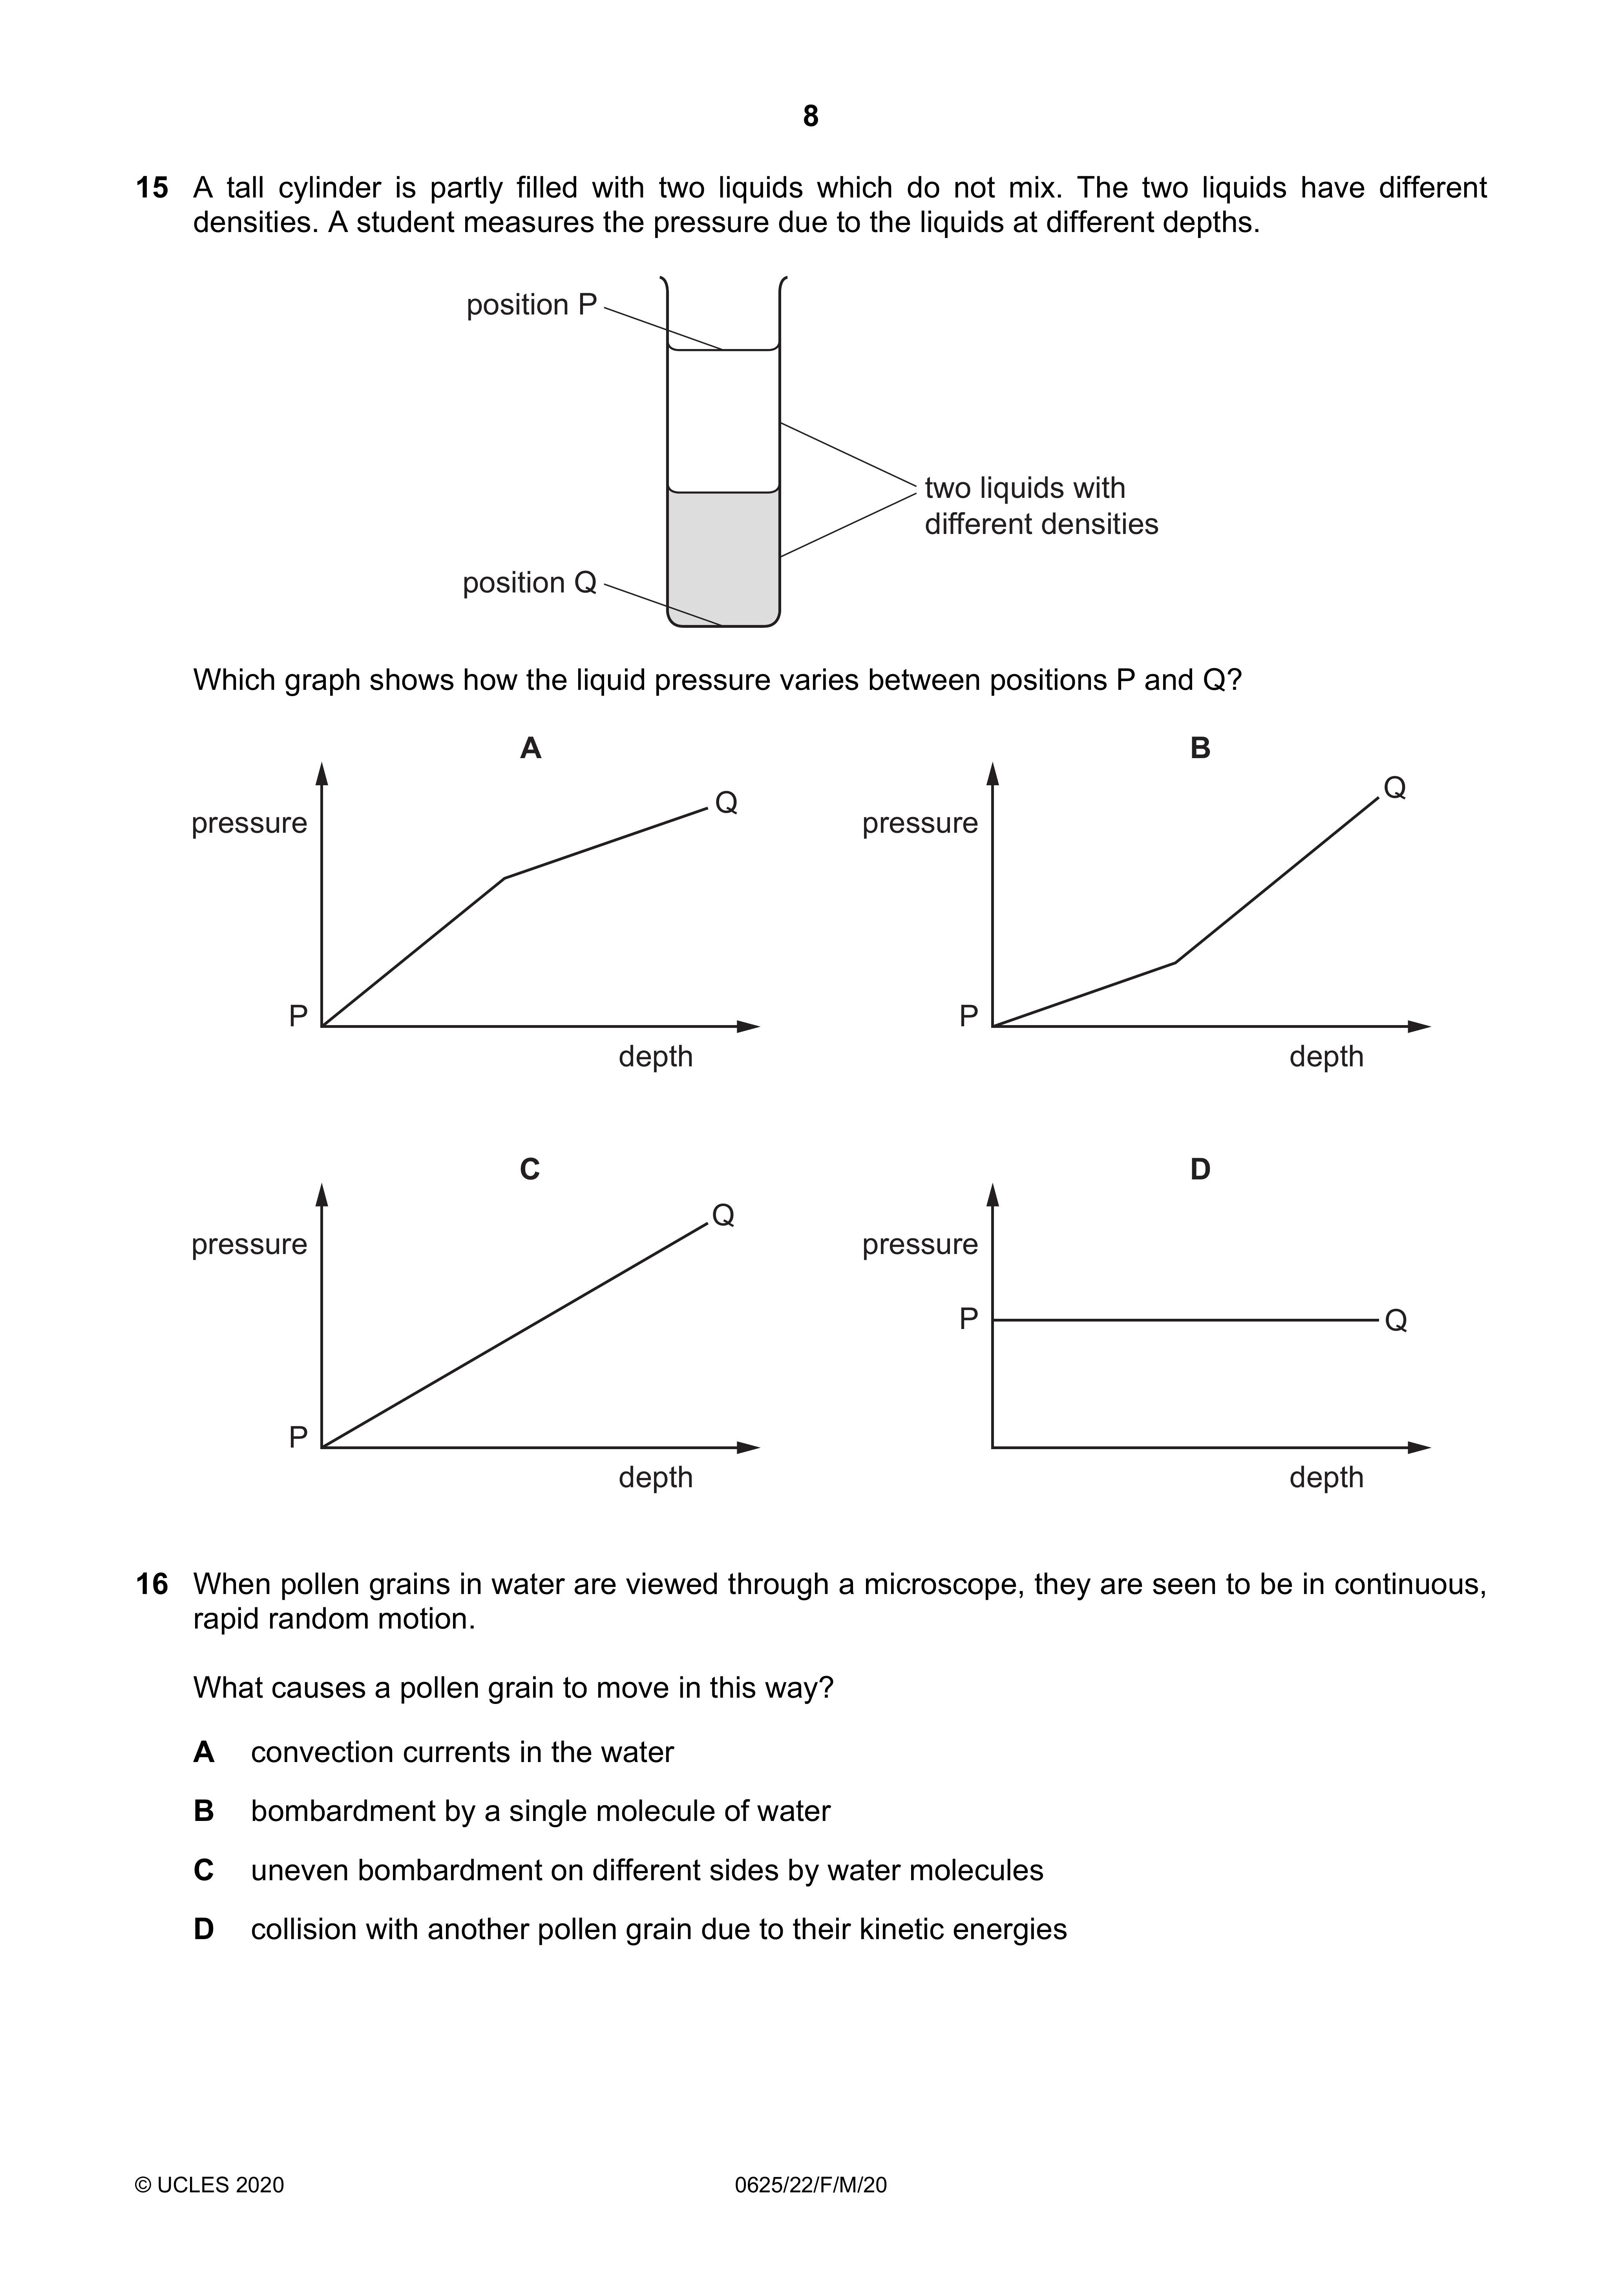 8
15 A tall cylinder is partly filled with two liquids which do not mix. The two liquids have different
densities. A student measures the pressure due to the liquids at different depths.
position P
two liquids with
different densities
position Q
Which graph shows how the liquid pressure varies between positions P and Q?
A
pressure
Q
P
depth
B
pressure
Q
P
depth
C
pressure
Q
P
depth
D
pressure
P
Q
depth
16 When pollen grains in water are viewed through a microscope, they are seen to be in continuous,
rapid random motion.
What causes a pollen grain to move in this way?
A convection currents in the water
B bombardment by a single molecule of water
C uneven bombardment on different sides by water molecules
D collision with another pollen grain due to their kinetic energies
© UCLES 2020
0625/22/F/M/20